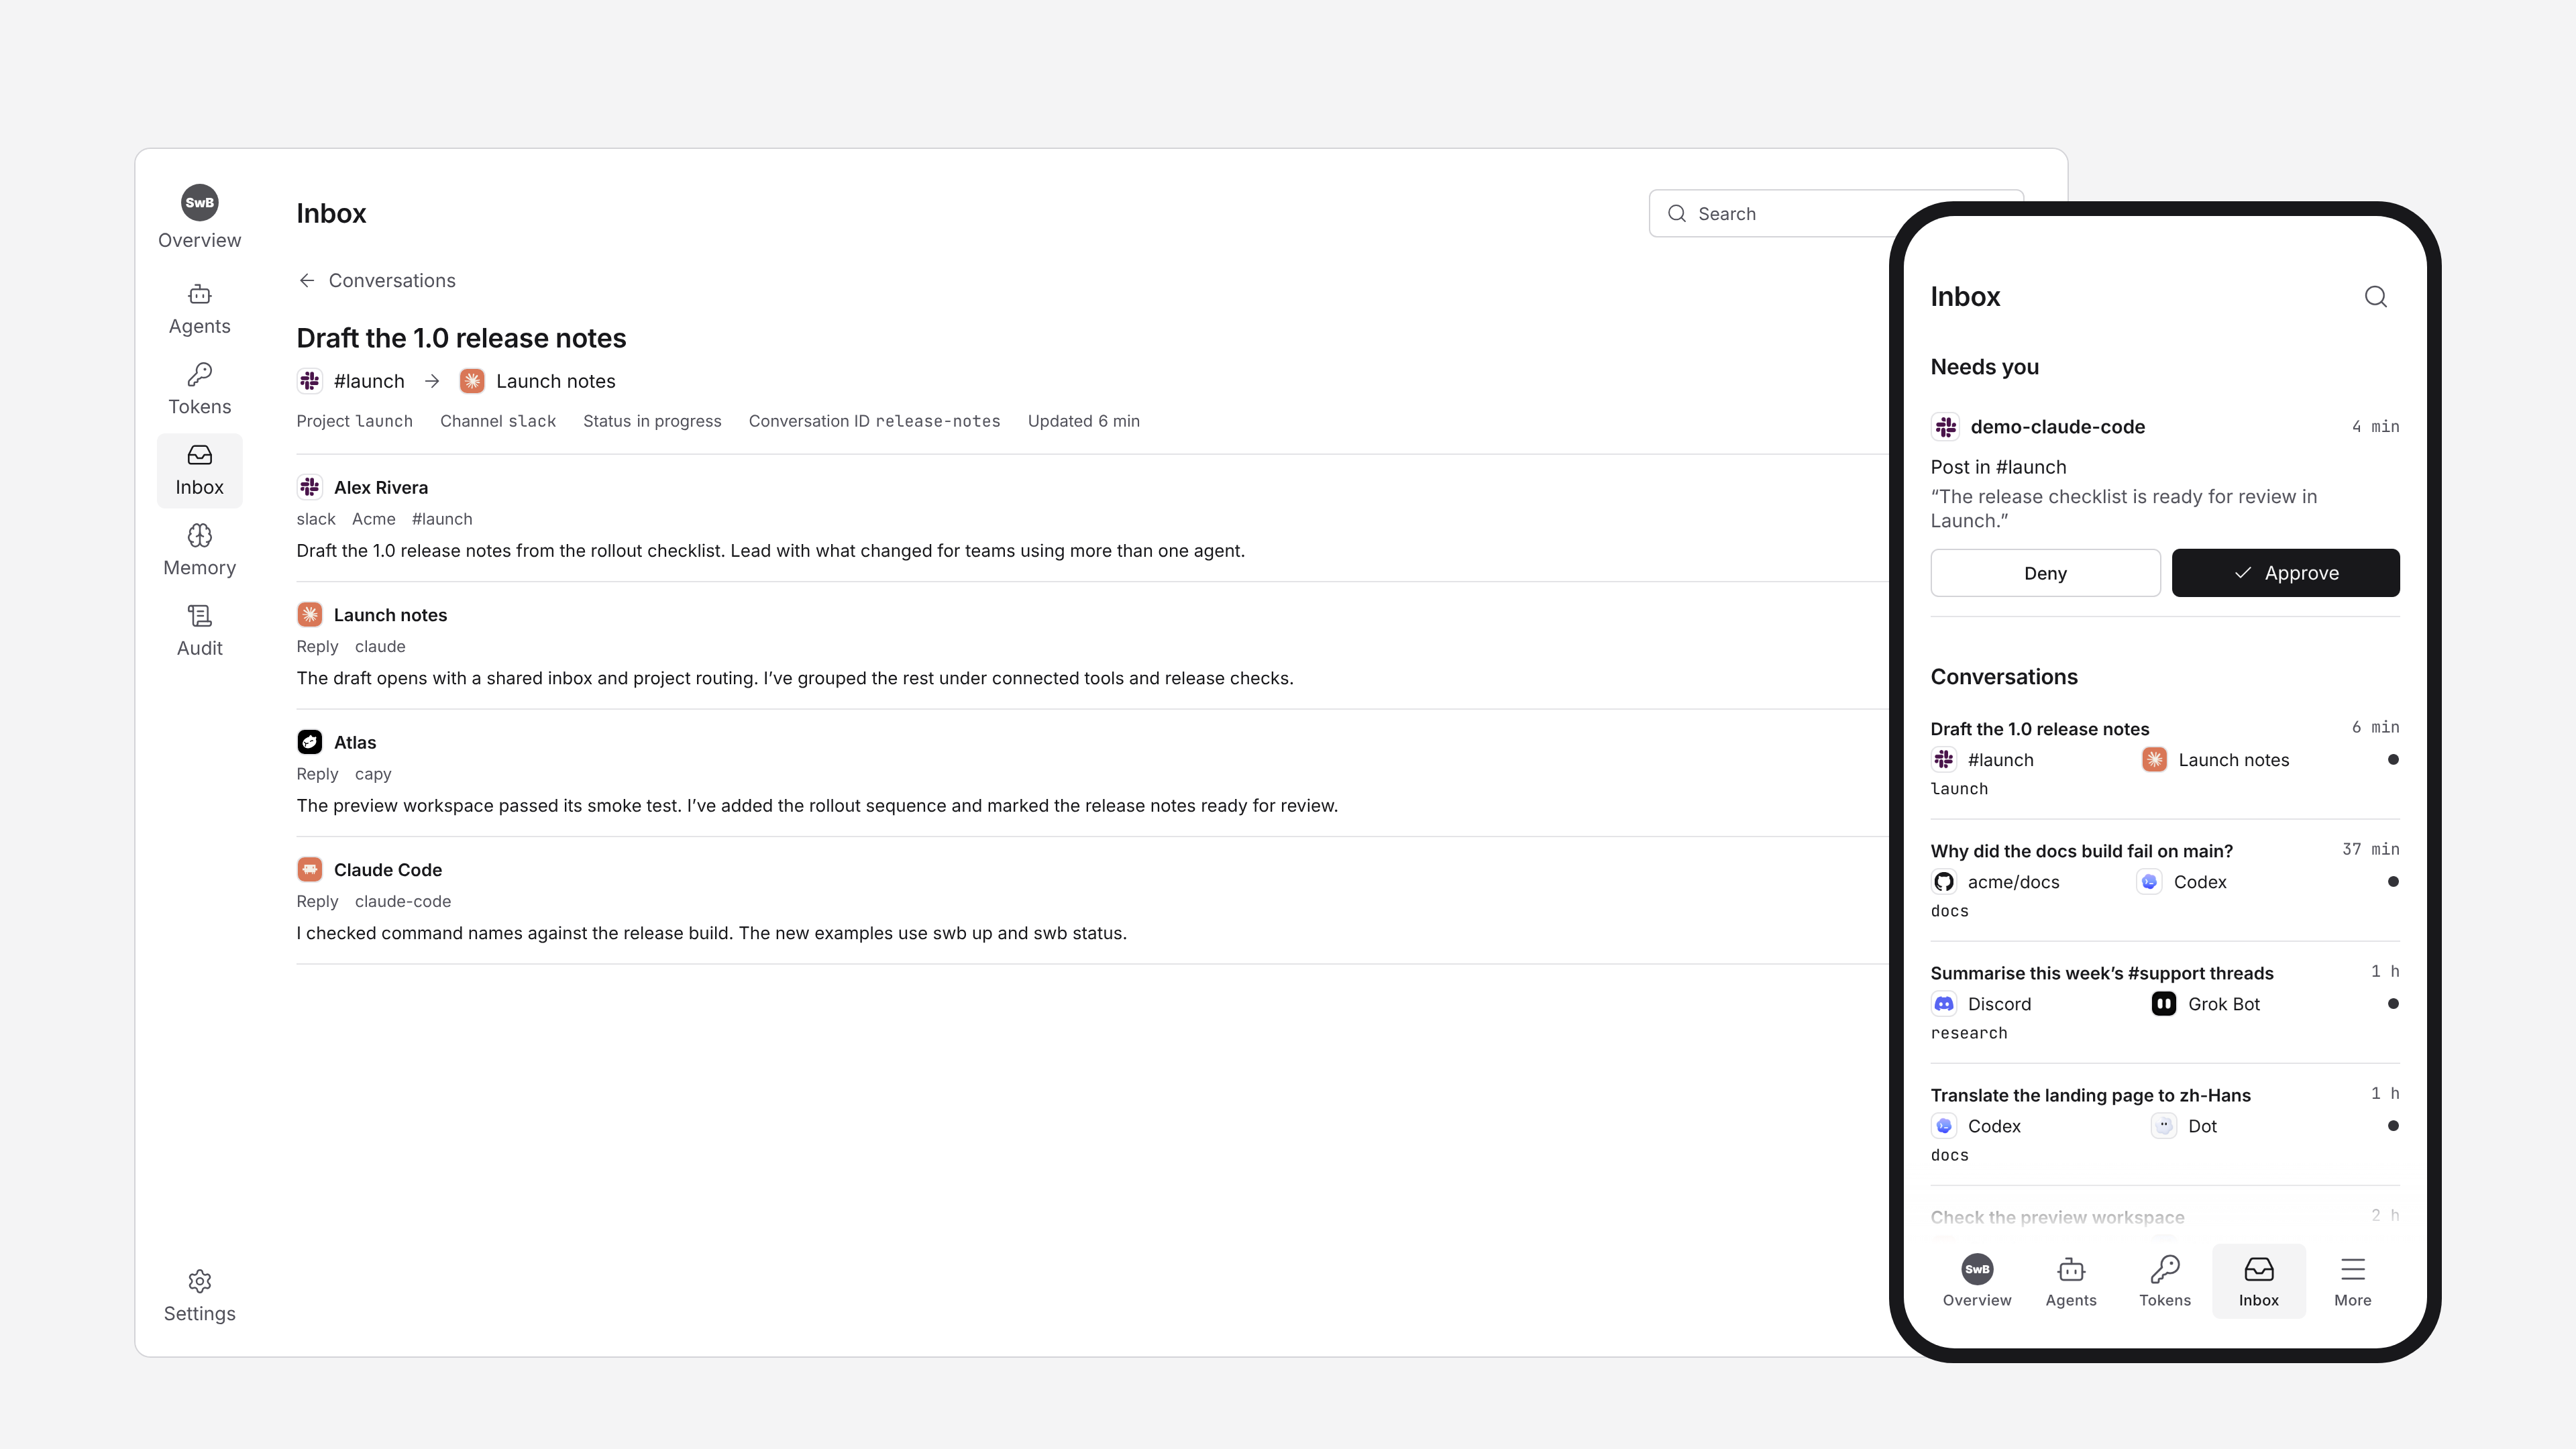 SwB
Overview
Agents
Tokens
Inbox
Memory
Audit
Settings
Inbox
Search
Conversations
Draft the 1.0 release notes
#launch → Launch notes
Project launch Channel slack Status in progress Conversation ID release-notes Updated 6 min
Alex Rivera
slack Acme #launch
Draft the 1.0 release notes from the rollout checklist. Lead with what changed for teams using more than one agent.
Launch notes
Reply claude
The draft opens with a shared inbox and project routing. I’ve grouped the rest under connected tools and release checks.
Atlas
Reply capy
The preview workspace passed its smoke test. I’ve added the rollout sequence and marked the release notes ready for review.
Claude Code
Reply claude-code
I checked command names against the release build. The new examples use swb up and swb status.
Inbox
Needs you
demo-claude-code 4 min
Post in #launch
“The release checklist is ready for review in
Launch.”
Deny Approve
Conversations
Draft the 1.0 release notes 6 min
#launch Launch notes
launch
Why did the docs build fail on main? 37 min
acme/docs Codex
docs
Summarise this week’s #support threads 1 h
Discord Grok Bot
research
Translate the landing page to zh-Hans 1 h
Codex Dot
docs
Check the preview workspace 2 h
SwB
Overview Agents Tokens Inbox More